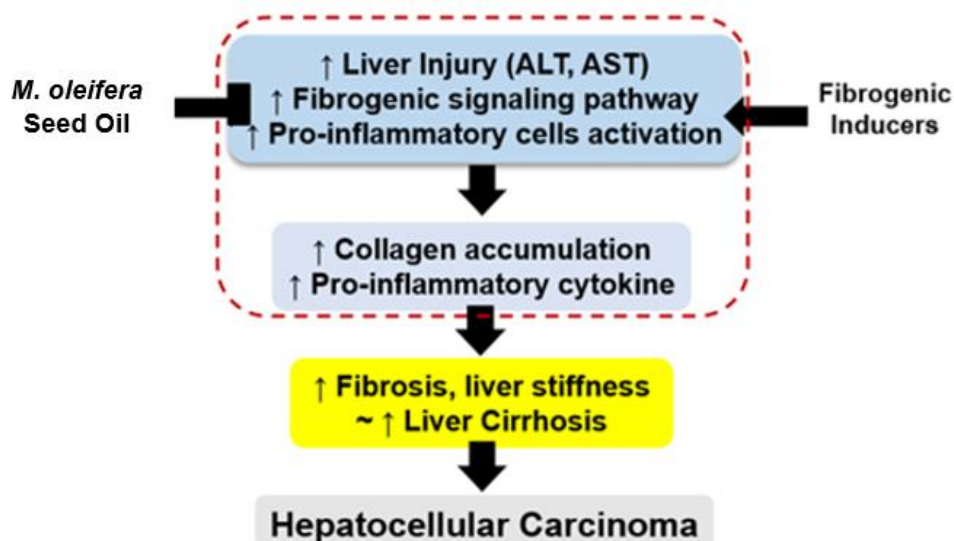 ↑ Liver Injury (ALT, AST)
↑ Fibrogenic signaling pathway
↑ Pro-inflammatory cells activation
M. oleifera
Seed Oil
Fibrogenic
Inducers
↑ Collagen accumulation
↑ Pro-inflammatory cytokine
↑ Fibrosis, liver stiffness
~ ↑ Liver Cirrhosis
Hepatocellular Carcinoma